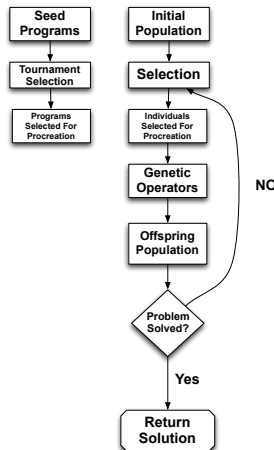 Seed
Programs
Tournament
Selection
Programs
Selected For
Procreation
Initial
Population
Selection
Individuals
Selected For
Procreation
Genetic
Operators
Offspring
Population
NO
Problem
Solved?
Yes
Return
Solution